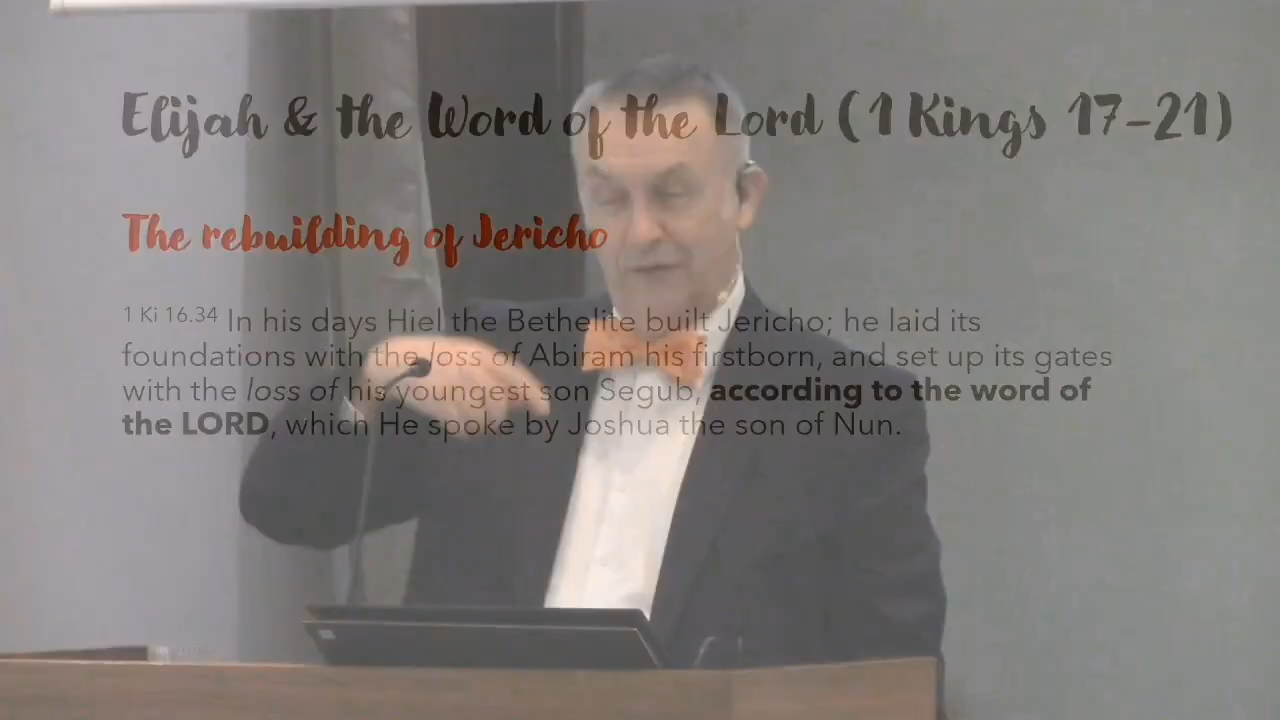 Elijah & the Word of the Lord (1 Kings 17-21)
The rebuilding of Jericho
1 Ki 16.34 In his days Hiel the Bethelite built Jericho; he laid its
foundations with the loss of Abiram his firstborn, and set up its gates
with the loss of his youngest son Segub, according to the word of
the LORD, which He spoke by Joshua the son of Nun.